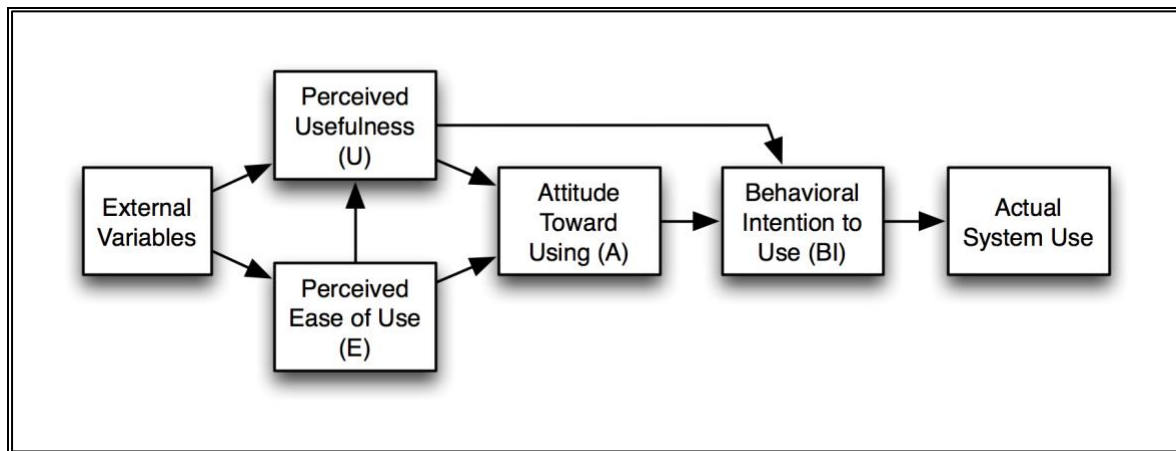 External
Variables
Perceived
Usefulness
(U)
Perceived
Ease of Use
(E)
Attitude
Toward
Using (A)
Behavioral
Intention to
Use (BI)
Actual
System Use